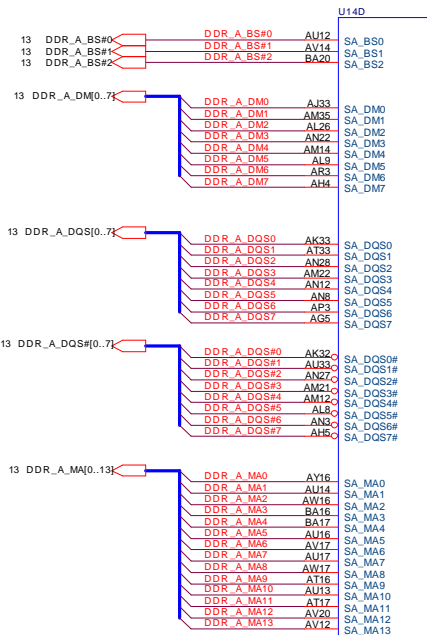 U14D
13 DDR_A_BS#0 DDR_A_BS#0 AU12 SA_BS0
13 DDR_A_BS#1 DDR_A_BS#1 AV14 SA_BS1
13 DDR_A_BS#2 DDR_A_BS#2 BA20 SA_BS2
13 DDR_A_DM[0..7]
DDR_A_DM0 AJ33 SA_DM0
DDR_A_DM1 AM35 SA_DM1
DDR_A_DM2 AL26 SA_DM2
DDR_A_DM3 AN22 SA_DM3
DDR_A_DM4 AM14 SA_DM4
DDR_A_DM5 AL9 SA_DM5
DDR_A_DM6 AR3 SA_DM6
DDR_A_DM7 AH4 SA_DM7
13 DDR_A_DQS[0..7]
DDR_A_DQS0 AK33 SA_DQS0
DDR_A_DQS1 AT33 SA_DQS1
DDR_A_DQS2 AN28 SA_DQS2
DDR_A_DQS3 AM22 SA_DQS3
DDR_A_DQS4 AN12 SA_DQS4
DDR_A_DQS5 AN8 SA_DQS5
DDR_A_DQS6 AP3 SA_DQS6
DDR_A_DQS7 AG5 SA_DQS7
13 DDR_A_DQS#[0..7]
DDR_A_DQS#0 AK32 SA_DQS0#
DDR_A_DQS#1 AU33 SA_DQS1#
DDR_A_DQS#2 AN27 SA_DQS2#
DDR_A_DQS#3 AM21 SA_DQS3#
DDR_A_DQS#4 AM12 SA_DQS4#
DDR_A_DQS#5 AL8 SA_DQS5#
DDR_A_DQS#6 AN3 SA_DQS6#
DDR_A_DQS#7 AH5 SA_DQS7#
13 DDR_A_MA[0..13]
DDR_A_MA0 AY16 SA_MA0
DDR_A_MA1 AU14 SA_MA1
DDR_A_MA2 AW16 SA_MA2
DDR_A_MA3 BA16 SA_MA3
DDR_A_MA4 BA17 SA_MA4
DDR_A_MA5 AU16 SA_MA5
DDR_A_MA6 AV17 SA_MA6
DDR_A_MA7 AU17 SA_MA7
DDR_A_MA8 AW17 SA_MA8
DDR_A_MA9 AT16 SA_MA9
DDR_A_MA10 AU13 SA_MA10
DDR_A_MA11 AT17 SA_MA11
DDR_A_MA12 AV20 SA_MA12
DDR_A_MA13 AV12 SA_MA13